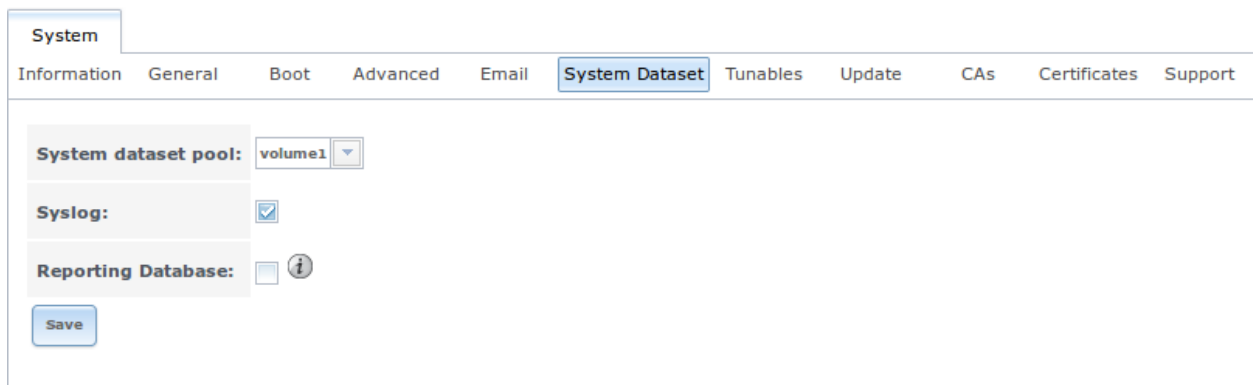 System
Information General Boot Advanced Email System Dataset Tunables Update CAs Certificates Support
System dataset pool: volume1
Syslog:
Reporting Database: i
Save